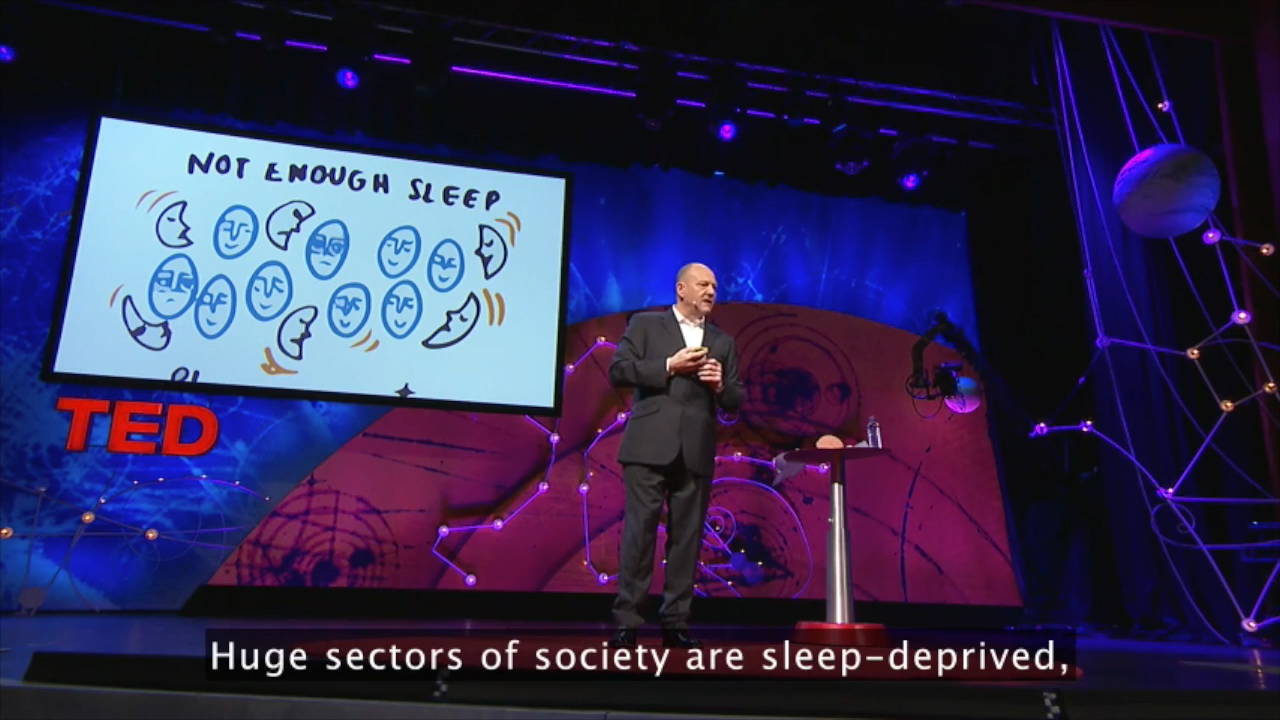 NOT ENOUGH SLEEP
TED
Huge sectors of society are sleep-deprived,